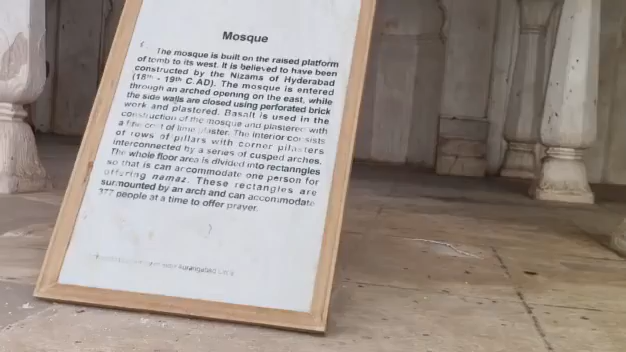 Mosque
The mosque is built on the raised platform
of tomb to its west. It is believed to have been
constructed by the Nizams of Hyderabad
(18th - 19th C.AD). The mosque is entered
through an arched opening on the east, while
the side walls are closed using perforated brick
work and plastered. Basalt is used in the
construction of the mosque and plastered with
a fine coat of lime plaster. The interior consists
of rows of pillars with corner pilasters
interconnected by a series of cusped arches.
The whole floor area is divided into rectanngles
so that is can accommodate one person for
offering namaz. These rectangles are
surmounted by an arch and can accommodate
377 people at a time to offer prayer.